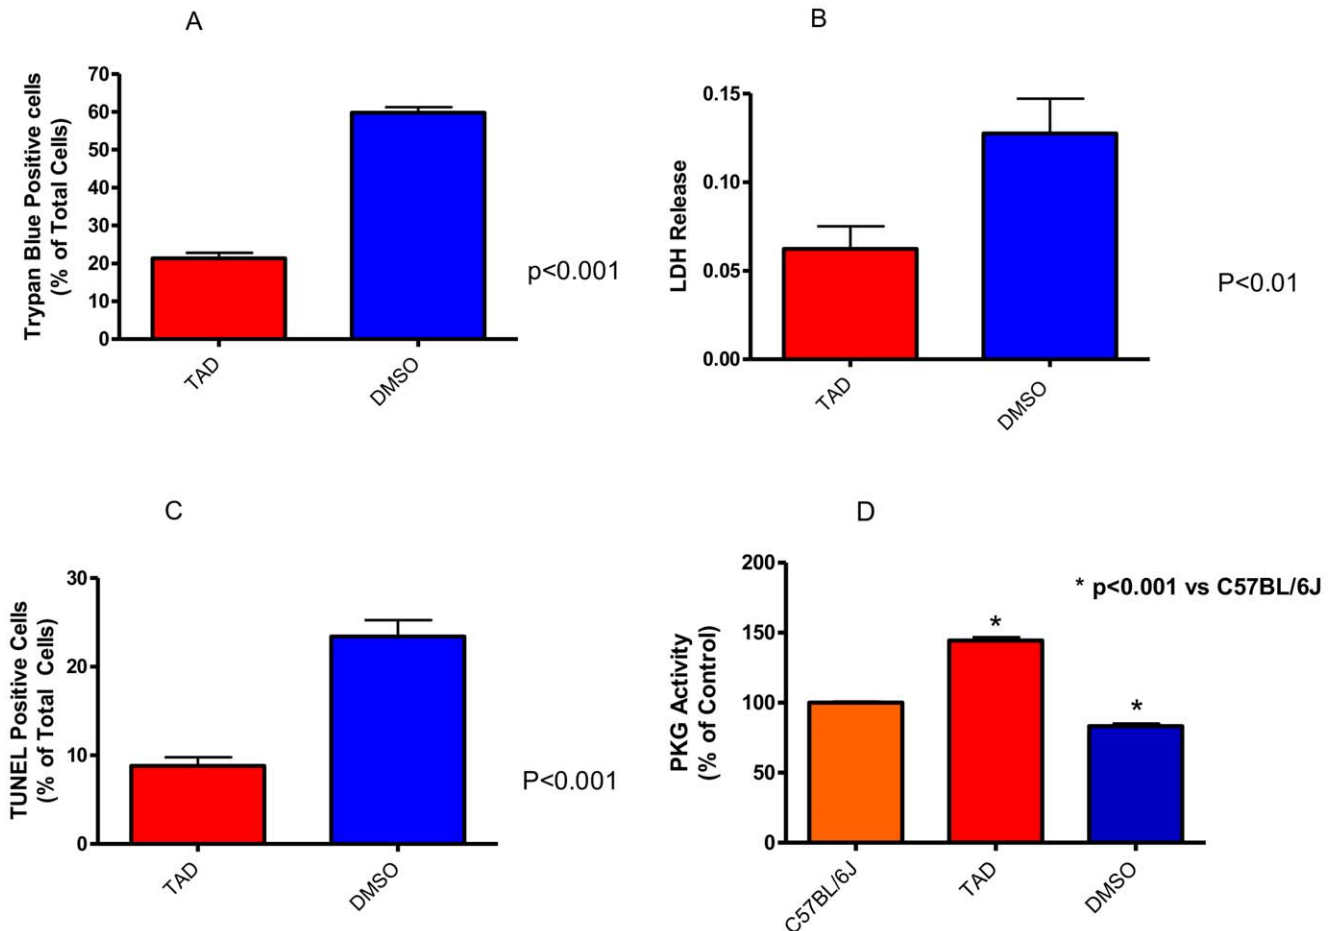 A
Trypan Blue Positive cells
(% of Total Cells)
70
60
50
40
30
20
10
0
TAD
DMSO
p<0.001
B
LDH Release
0.15
0.10
0.05
0.00
TAD
DMSO
P<0.01
C
TUNEL Positive Cells
(% of Total Cells)
30
20
10
0
TAD
DMSO
P<0.001
D
PKG Activity
(% of Control)
200
150
100
50
0
* p<0.001 vs C57BL/6J
*
*
C57BL/6J
TAD
DMSO